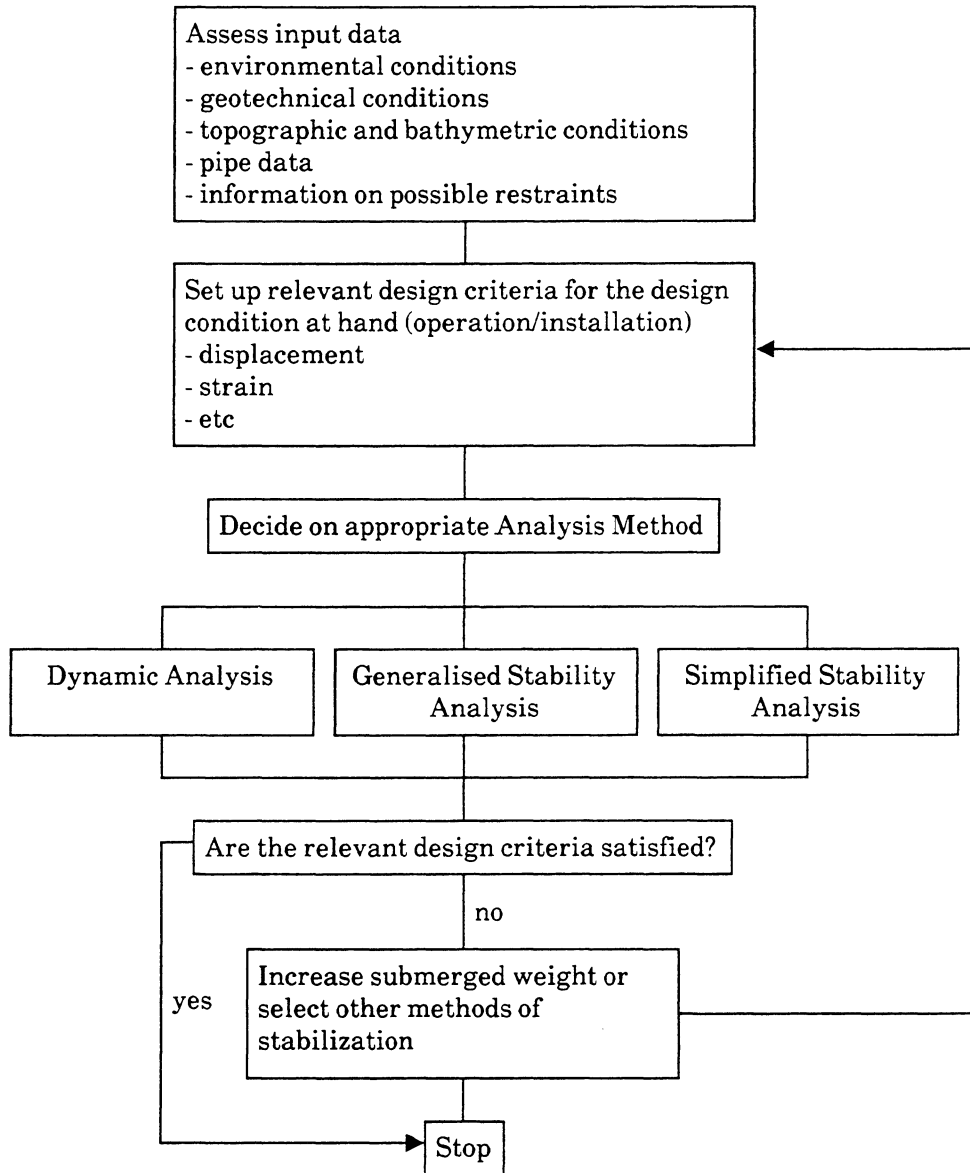 Assess input data
- environmental conditions
- geotechnical conditions
- topographic and bathymetric conditions
- pipe data
- information on possible restraints
Set up relevant design criteria for the design
condition at hand (operation/installation)
- displacement
- strain
- etc
Decide on appropriate Analysis Method
Dynamic Analysis
Generalised Stability
Analysis
Simplified Stability
Analysis
Are the relevant design criteria satisfied?
no
yes
Increase submerged weight or
select other methods of
stabilization
Stop